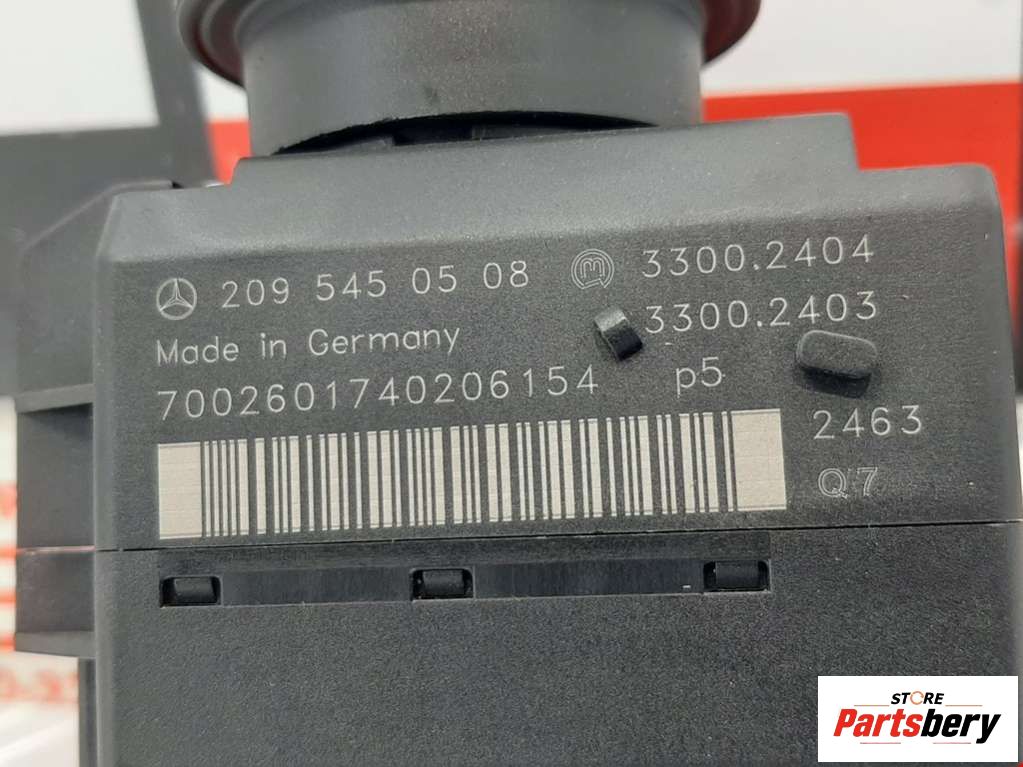 209 545 05 08 3300.2404
3300.2403
Made in Germany
7002601740206154 p5
2463
Q7
STORE
Partsbery